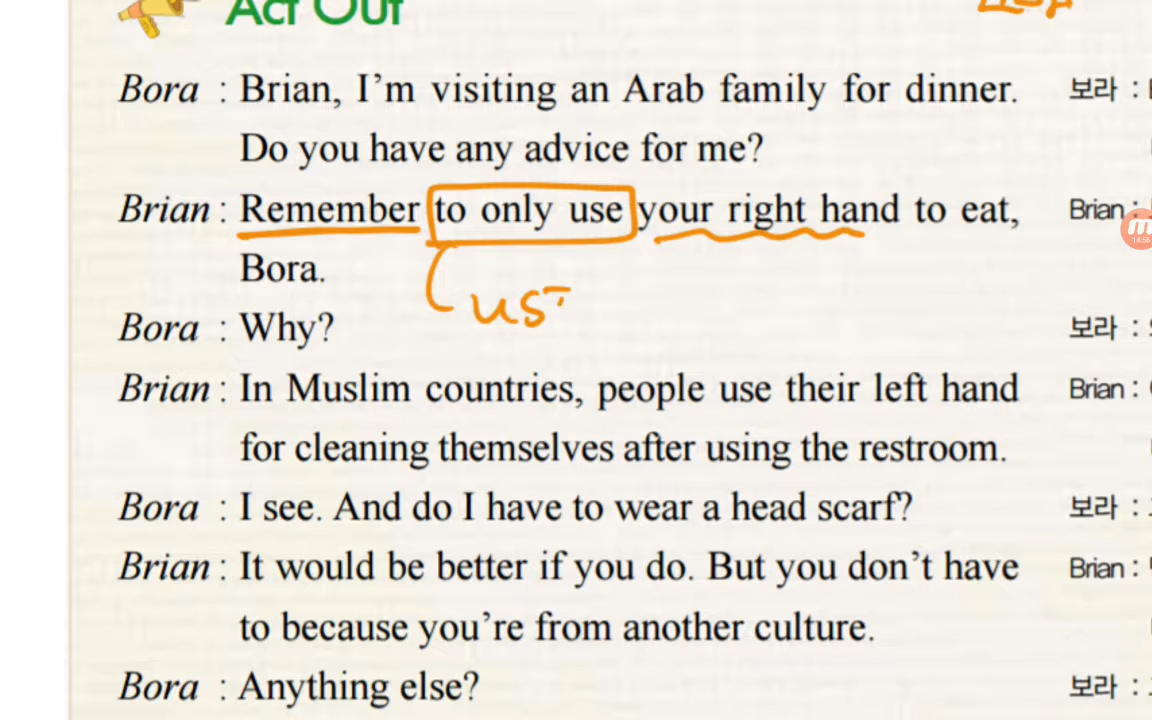 Act Out
Bora : Brian, I'm visiting an Arab family for dinner. 보라 :
Do you have any advice for me?
Brian : Remember to only use your right hand to eat, Brian :
Bora.
us
Bora : Why? 보라 :
Brian : In Muslim countries, people use their left hand Brian :
for cleaning themselves after using the restroom.
Bora : I see. And do I have to wear a head scarf? 보라 :
Brian : It would be better if you do. But you don't have Brian :
to because you're from another culture.
Bora : Anything else? 보라 :